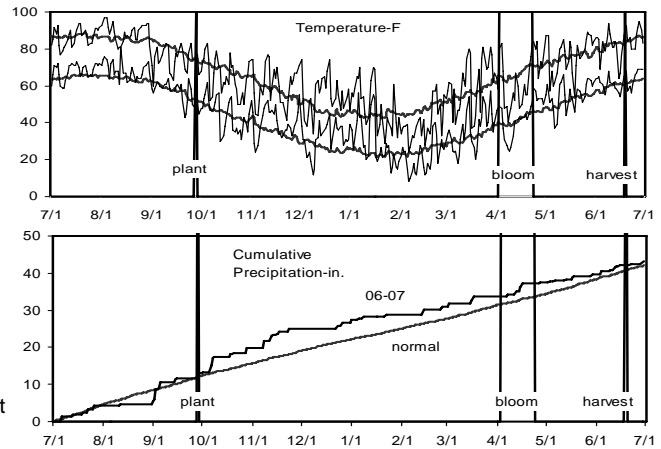 100
Temperature-F
80
60
40
20
plant
bloom
harvest
0
7/1 8/1 9/1 10/1 11/1 12/1 1/1 2/1 3/1 4/1 5/1 6/1 7/1
50
Cumulative
Precipitation-in.
40
06-07
30
normal
20
10
plant
bloom
harvest
t
0
7/1 8/1 9/1 10/1 11/1 12/1 1/1 2/1 3/1 4/1 5/1 6/1 7/1